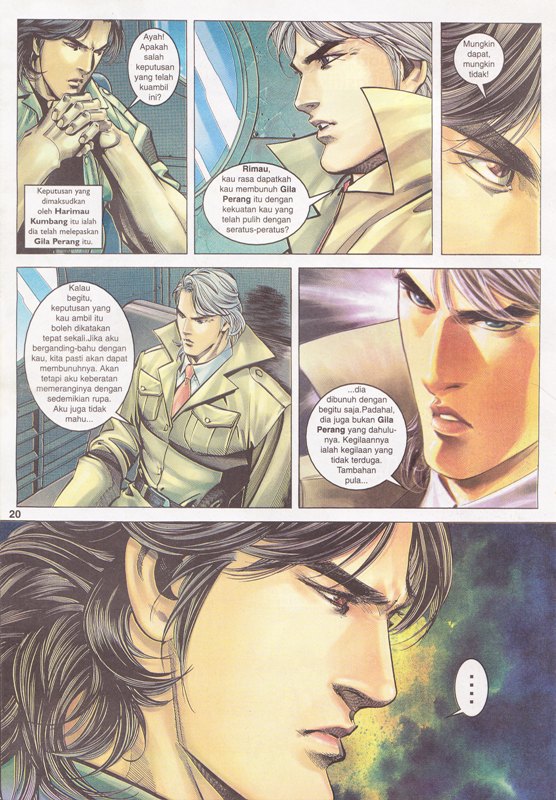 Ayah!
Apakah
salah
keputusan
yang telah
kuambil
ini?
Keputusan yang
dimaksudkan
oleh Harimau
Kumbang itu ialah
dia telah melepaskan
Gila Perang itu.
Rimau,
kau rasa dapatkah
kau membunuh Gila
Perang itu dengan
kekuatan kau yang
telah pulih dengan
seratus-peratus?
Mungkin
dapat,
mungkin
tidak!
Kalau
begitu,
keputusan yang
kau ambil itu
boleh dikatakan
tepat sekali.Jika aku
berganding-bahu dengan
kau, kita pasti akan dapat
membunuhnya. Akan
tetapi aku keberatan
memeranginya dengan
sedemikian rupa.
Aku juga tidak
mahu...
...dia
dibunuh dengan
begitu saja.Padahal,
dia juga bukan Gila
Perang yang dahulu-
nya. Kegilaannya
ialah kegilaan yang
tidak terduga.
Tambahan
pula...
20
....